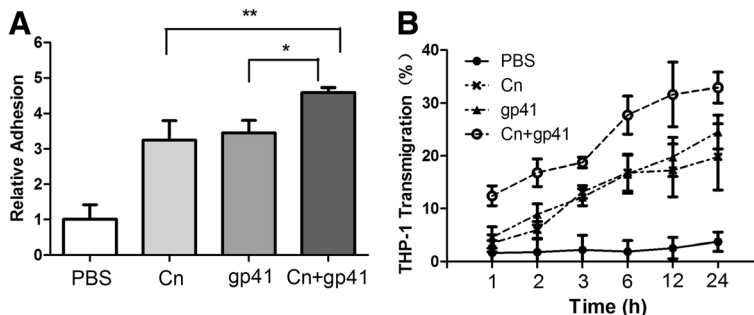 A
Relative Adhesion
6
5
4
3
2
1
0
**
*
PBS
Cn
gp41
Cn+gp41
B
THP-1 Transmigration (%)
40
30
20
10
0
PBS
Cn
gp41
Cn+gp41
1 2 3 6 12 24
Time (h)